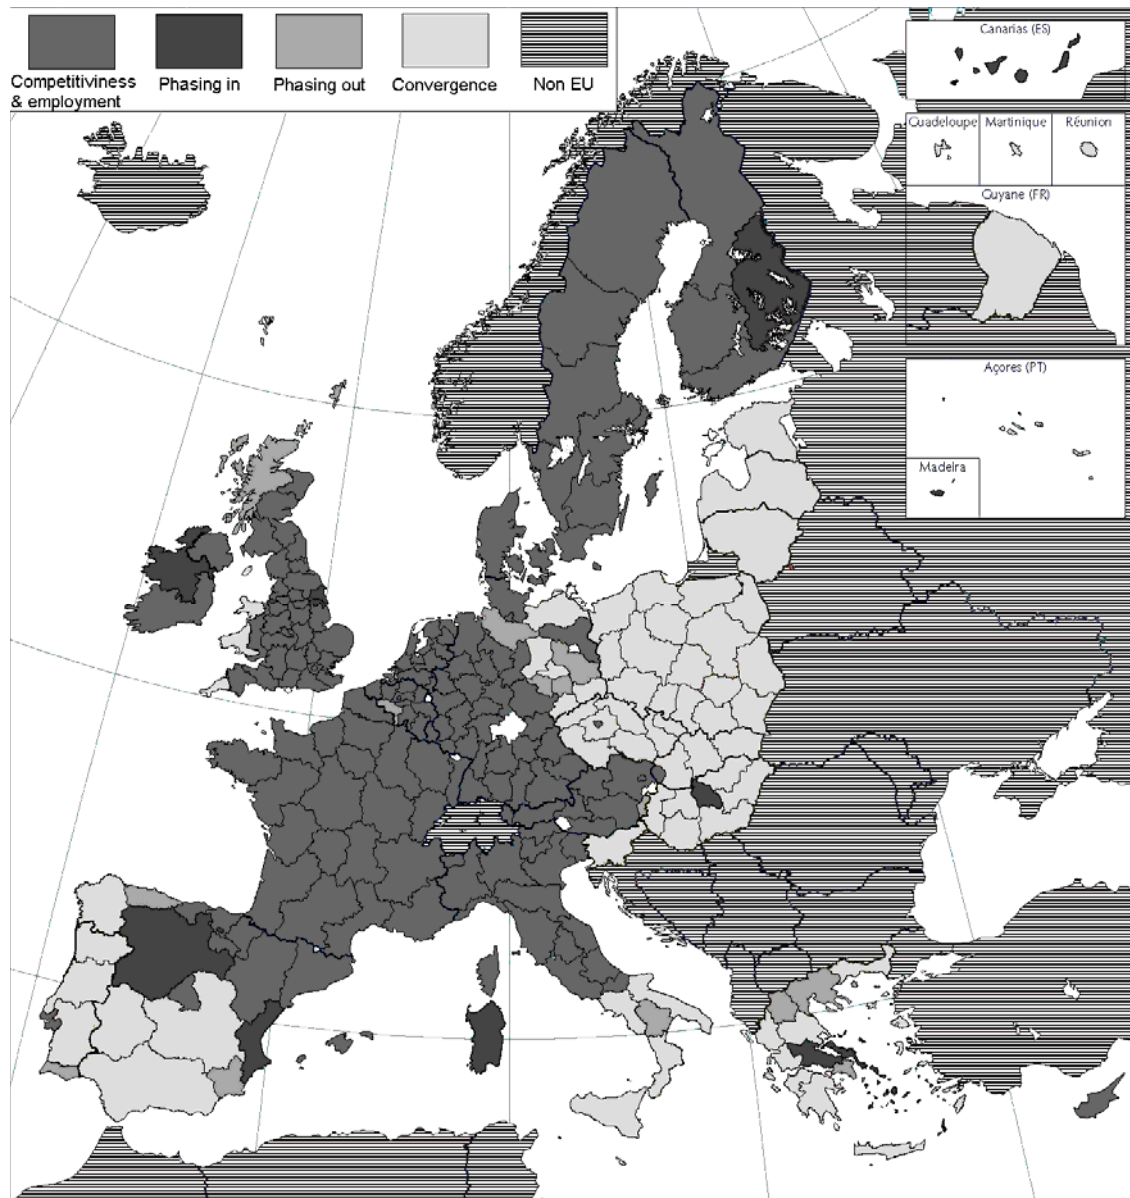 Competitiviness
& employment
Phasing in
Phasing out
Convergence
Non EU
Canarias (ES)
Guadeloupe
Martinique
Réunion
Guyane (FR)
Açores (PT)
Madeira